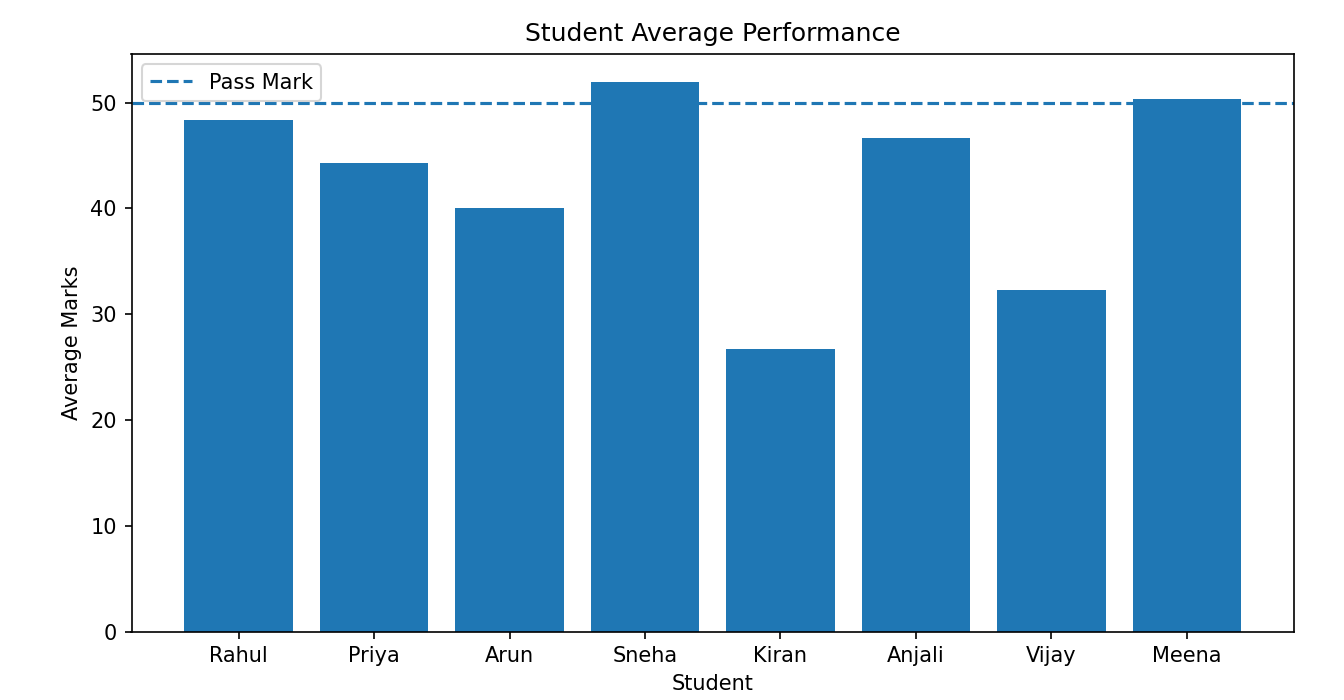 Student Average Performance
Pass Mark
50
40
30
20
10
0
Average Marks
Rahul Priya Arun Sneha Kiran Anjali Vijay Meena
Student